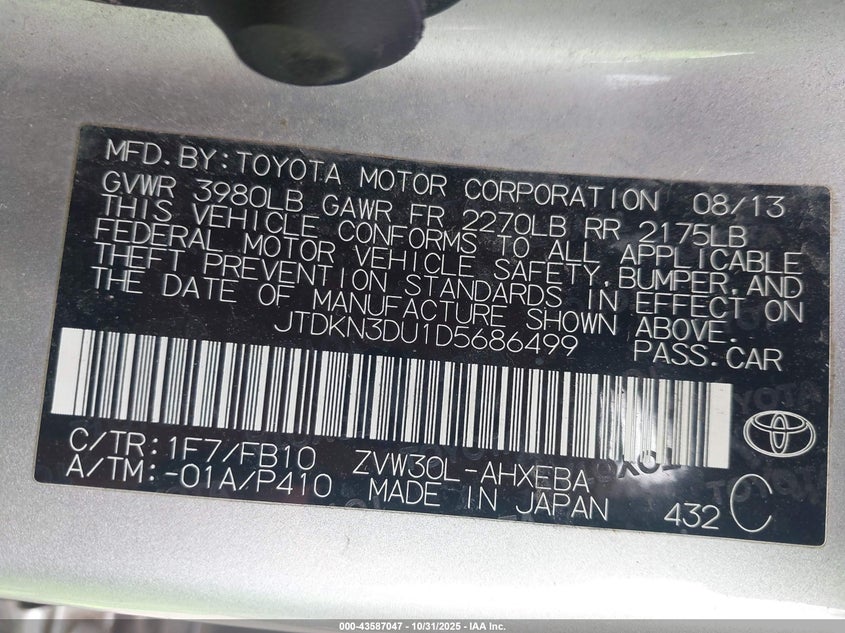 MFD. BY: TOYOTA MOTOR CORPORATION 08/13
GVWR 3980LB GAWR FR 2270LB RR 2175LB
THIS VEHICLE CONFORMS TO ALL APPLICABLE
FEDERAL MOTOR VEHICLE SAFETY, BUMPER, AND
THEFT PREVENTION STANDARDS IN EFFECT ON
THE DATE OF MANUFACTURE SHOWN ABOVE.
JTDKN3DU1D5686499 PASS. CAR
C/TR: 1F7/FB10 ZVW30L-AHXEBA
A/TM: -01A/P410 MADE IN JAPAN 432 C
TOYOTA
000-43587047 / 10/31/2025 - IAA Inc.